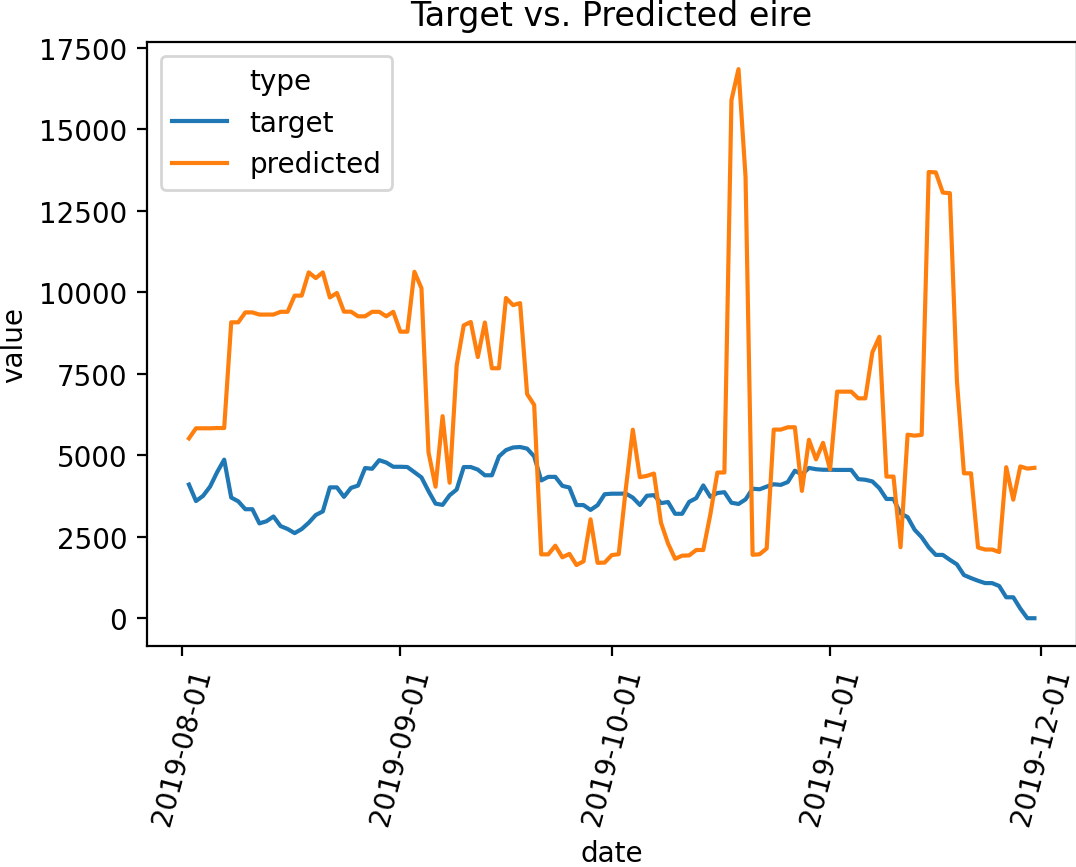 Target vs. Predicted eire
17500
15000
12500
10000
7500
5000
2500
0
value
type
target
predicted
2019-08-01
2019-09-01
2019-10-01
2019-11-01
2019-12-01
date